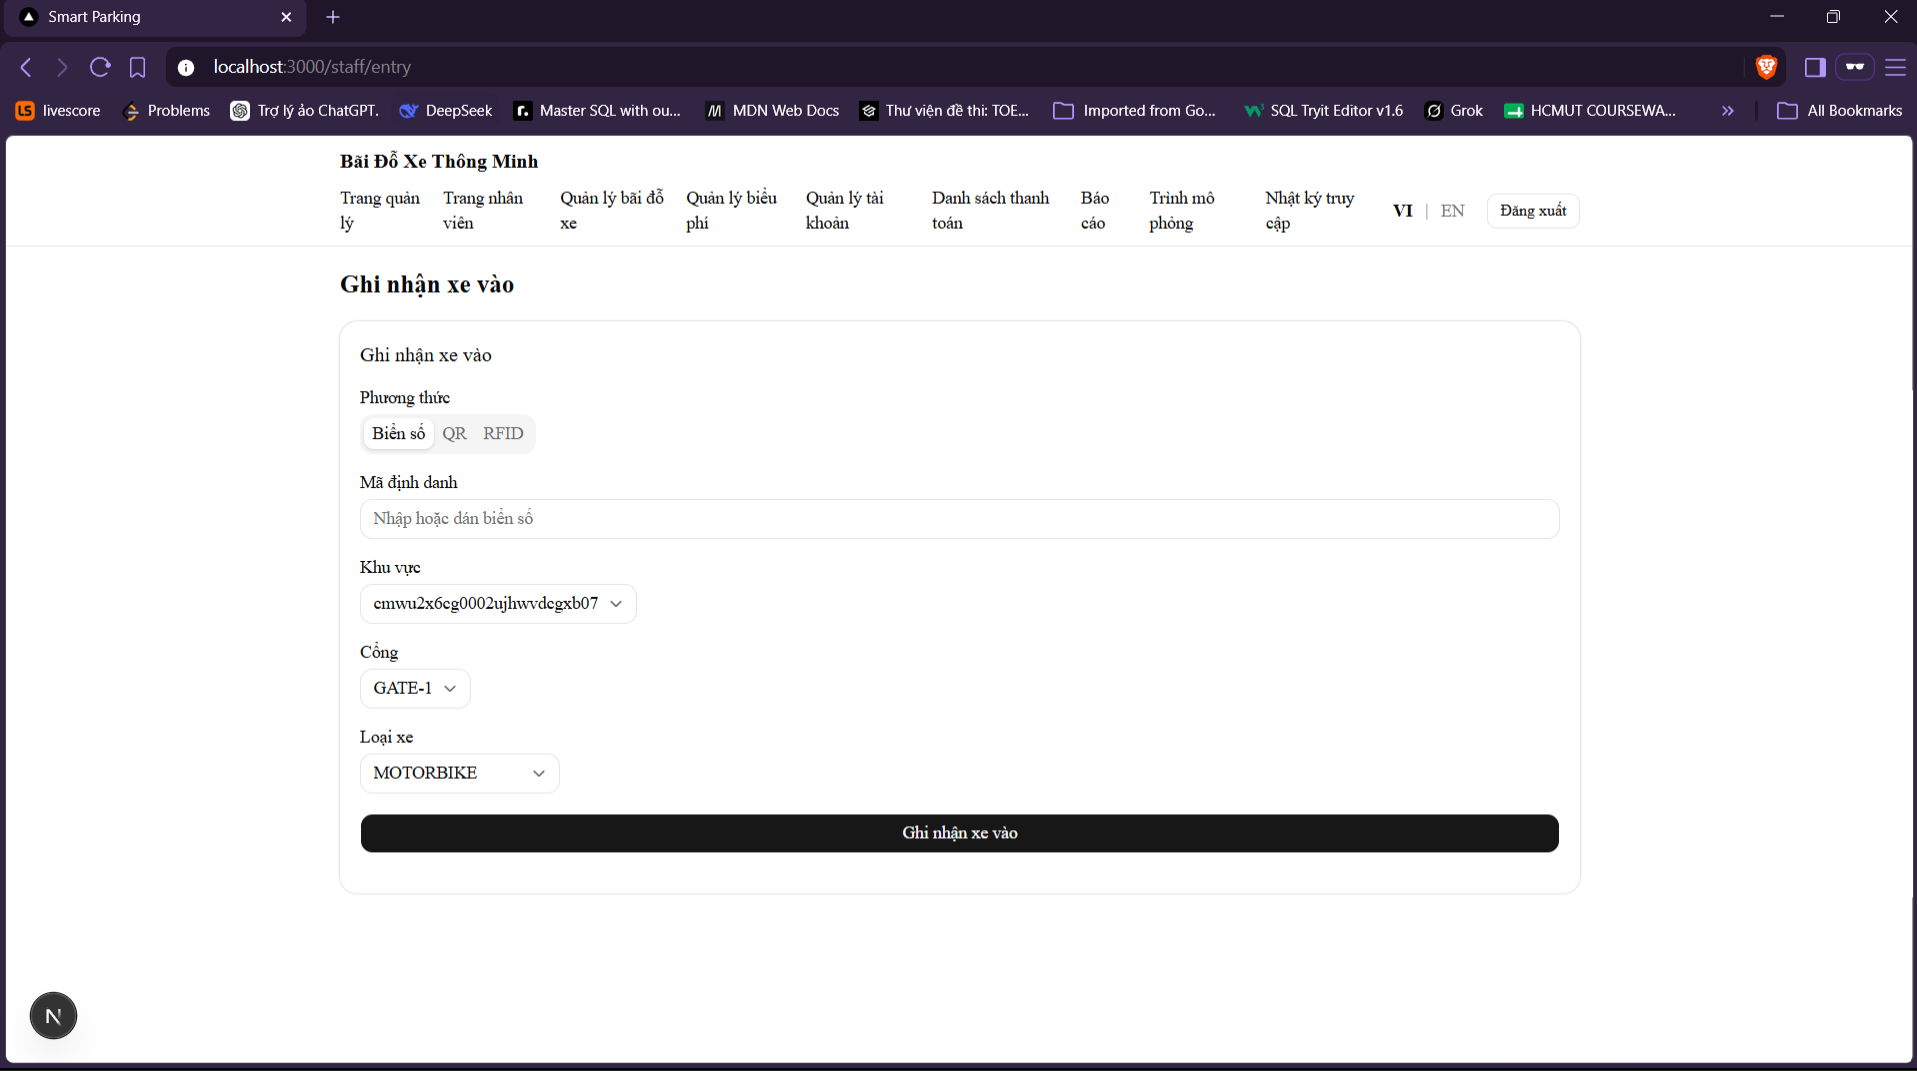 Smart Parking
localhost:3000/staff/entry
livescore
Problems
Trợ lý ảo ChatGPT.
DeepSeek
Master SQL with ou...
MDN Web Docs
Thư viện đề thi: TOE...
Imported from Go...
SQL Tryit Editor v1.6
Grok
HCMUT COURSEWA...
All Bookmarks
Bãi Đỗ Xe Thông Minh
Trang quản lý
Trang nhân viên
Quản lý bãi đỗ xe
Quản lý biểu phí
Quản lý tài khoản
Danh sách thanh toán
Báo cáo
Trình mô phỏng
Nhật ký truy cập
VI | EN
Đăng xuất
Ghi nhận xe vào
Ghi nhận xe vào
Phương thức
Biển số QR RFID
Mã định danh
Nhập hoặc dán biển số
Khu vực
cmwu2x6cg0002ujhwvdcgxb07
Cổng
GATE-1
Loại xe
MOTORBIKE
Ghi nhận xe vào